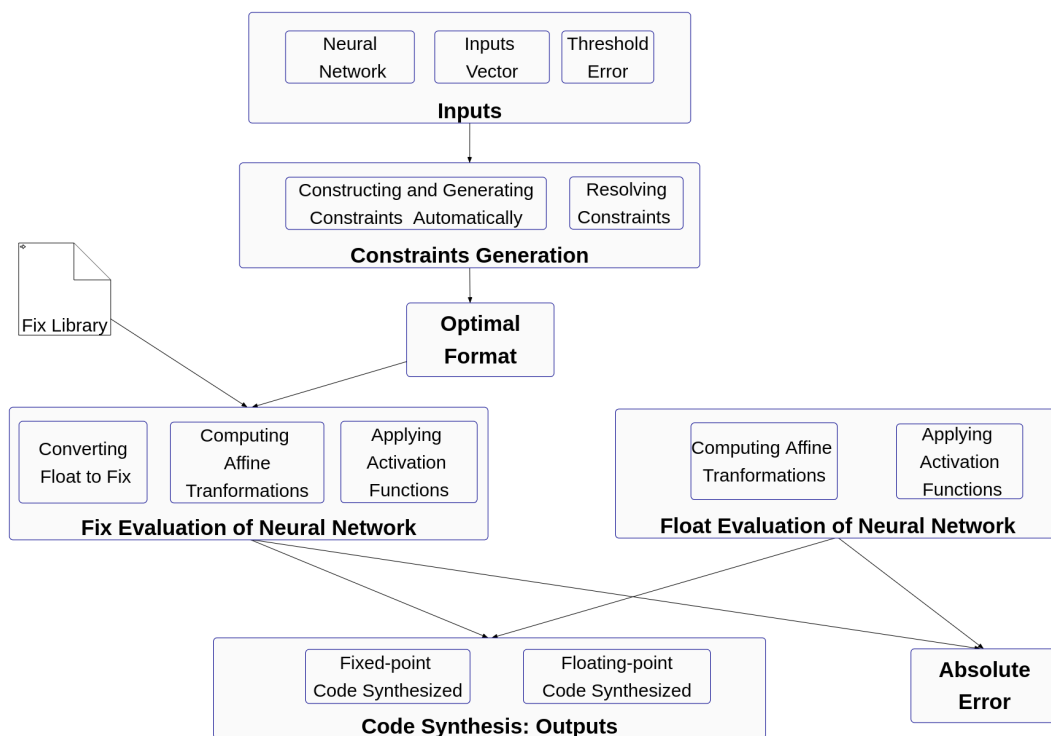 Neural
Network
Inputs
Vector
Threshold
Error
Inputs
Constructing and Generating
Constraints Automatically
Resolving
Constraints
Constraints Generation
Fix Library
Optimal
Format
Converting
Float to Fix
Computing
Affine
Tranformations
Applying
Activation
Functions
Fix Evaluation of Neural Network
Computing Affine
Tranformations
Applying
Activation
Functions
Float Evaluation of Neural Network
Fixed-point
Code Synthesized
Floating-point
Code Synthesized
Code Synthesis: Outputs
Absolute
Error